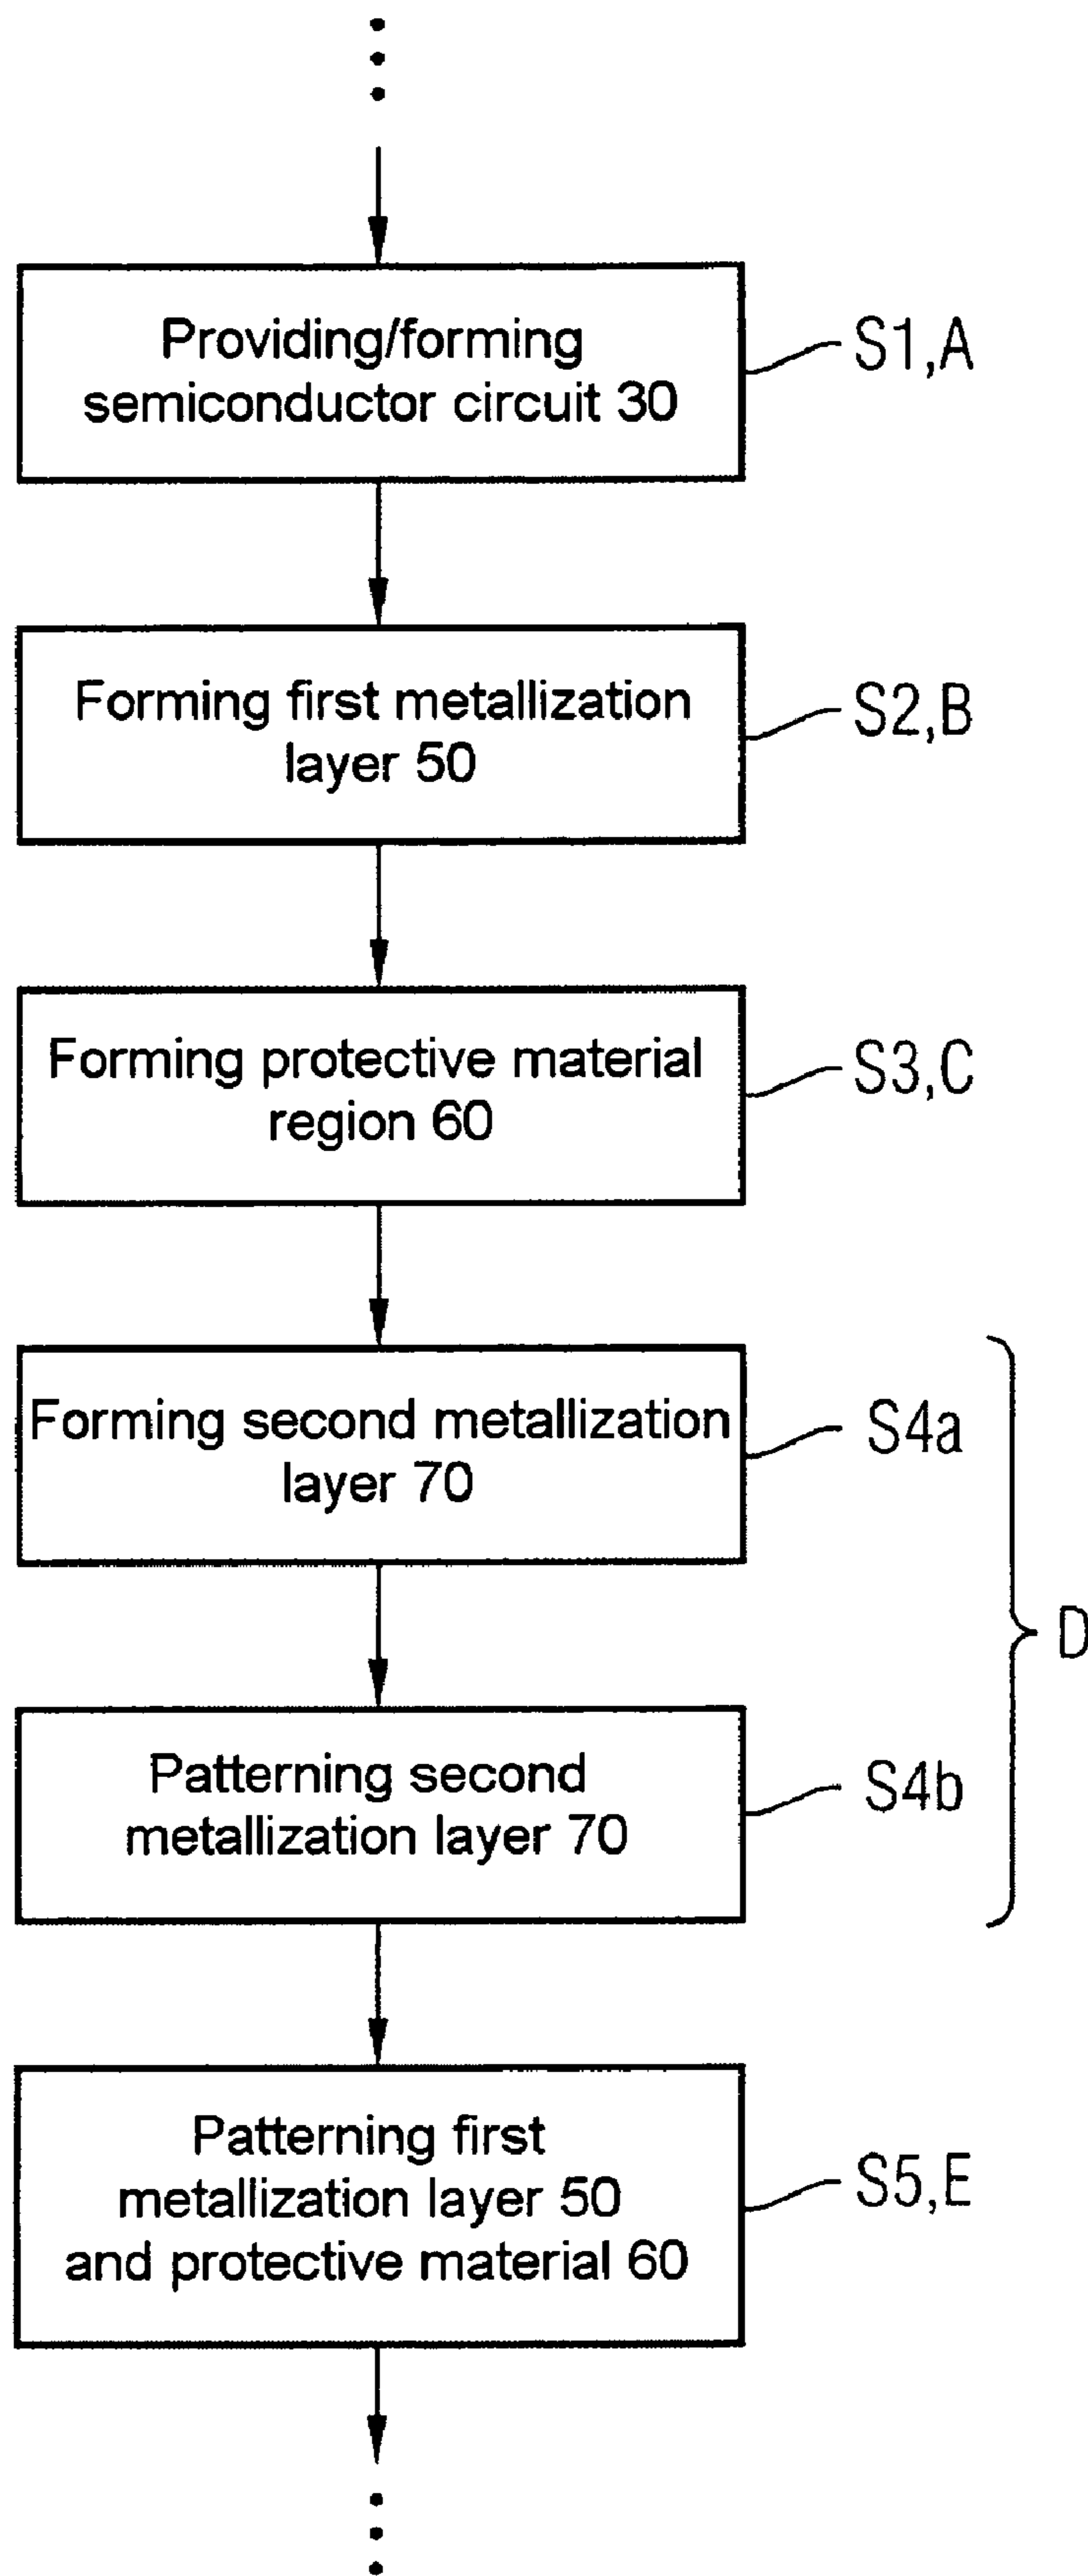 Providing/forming
semiconductor circuit 30
S1,A
Forming first metallization
layer 50
S2,B
Forming protective material
region 60
S3,C
Forming second metallization
layer 70
S4a
D
Patterning second
metallization layer 70
S4b
Patterning first
metallization layer 50
and protective material 60
S5,E